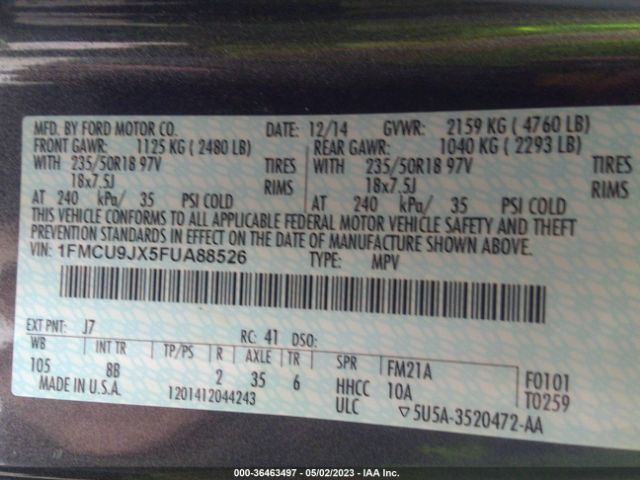 MFD. BY FORD MOTOR CO. DATE: 12/14 GVWR: 2159 KG ( 4760 LB)
FRONT GAWR: 1125 KG ( 2480 LB) REAR GAWR: 1040 KG ( 2293 LB)
WITH 235/50R18 97V TIRES WITH 235/50R18 97V TIRES
18x7.5J RIMS 18x7.5J RIMS
AT 240 kPa/ 35 PSI COLD AT 240 kPa/ 35 PSI COLD
THIS VEHICLE CONFORMS TO ALL APPLICABLE FEDERAL MOTOR VEHICLE SAFETY AND THEFT
PREVENTION STANDARDS IN EFFECT ON THE DATE OF MANUFACTURE SHOWN ABOVE.
VIN: 1FMCU9JX5FUA88526 TYPE: MPV
EXT PNT: J7 RC: 41 DSO:
WB INT TR TP/PS R AXLE TR SPR FM21A F0101
105 8B 2 35 6 HHCC 10A T0259
MADE IN U.S.A. 1201412044243 ULC ▽5U5A-3520472-AA
000-36463497 - 05/02/2023 - IAA Inc.